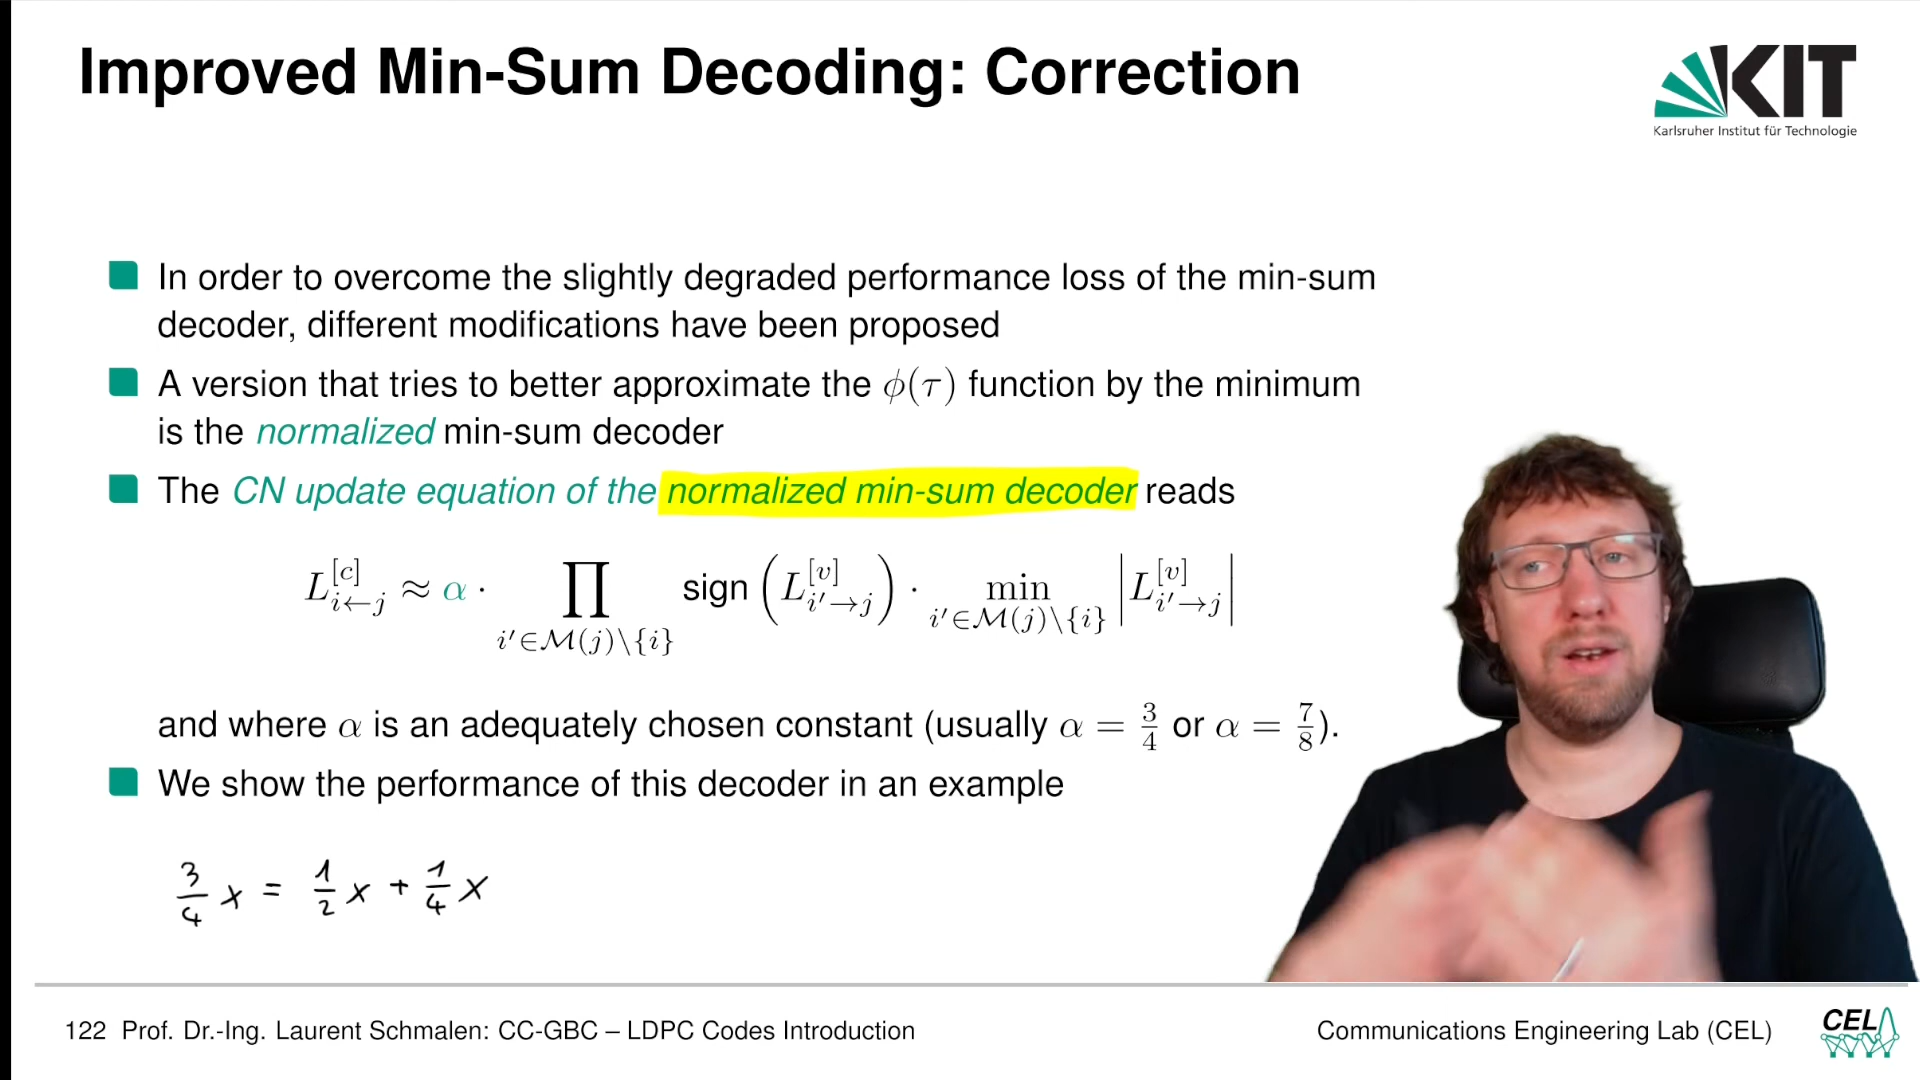 Improved Min-Sum Decoding: Correction
KIT
Karlsruher Institut für Technologie
In order to overcome the slightly degraded performance loss of the min-sum
decoder, different modifications have been proposed
A version that tries to better approximate the ϕ(τ) function by the minimum
is the normalized min-sum decoder
The CN update equation of the normalized min-sum decoder reads
L^{[c]}_{i←j} ≈ α · ∏_{i′∈ℳ(j)\{i}} sign (L^{[v]}_{i′→j}) · min_{i′∈ℳ(j)\{i}} |L^{[v]}_{i′→j}|
and where α is an adequately chosen constant (usually α = 3/4 or α = 7/8).
We show the performance of this decoder in an example
3/4 x = 1/2 x + 1/4 x
122 Prof. Dr.-Ing. Laurent Schmalen: CC-GBC – LDPC Codes Introduction
Communications Engineering Lab (CEL)
CEL